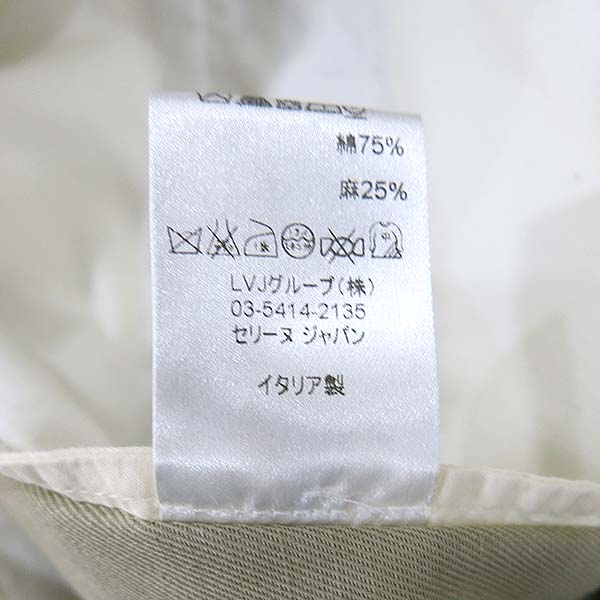 綿75%
麻25%
LVJグループ(株)
03-5414-2135
セリーヌ ジャパン
イタリア製